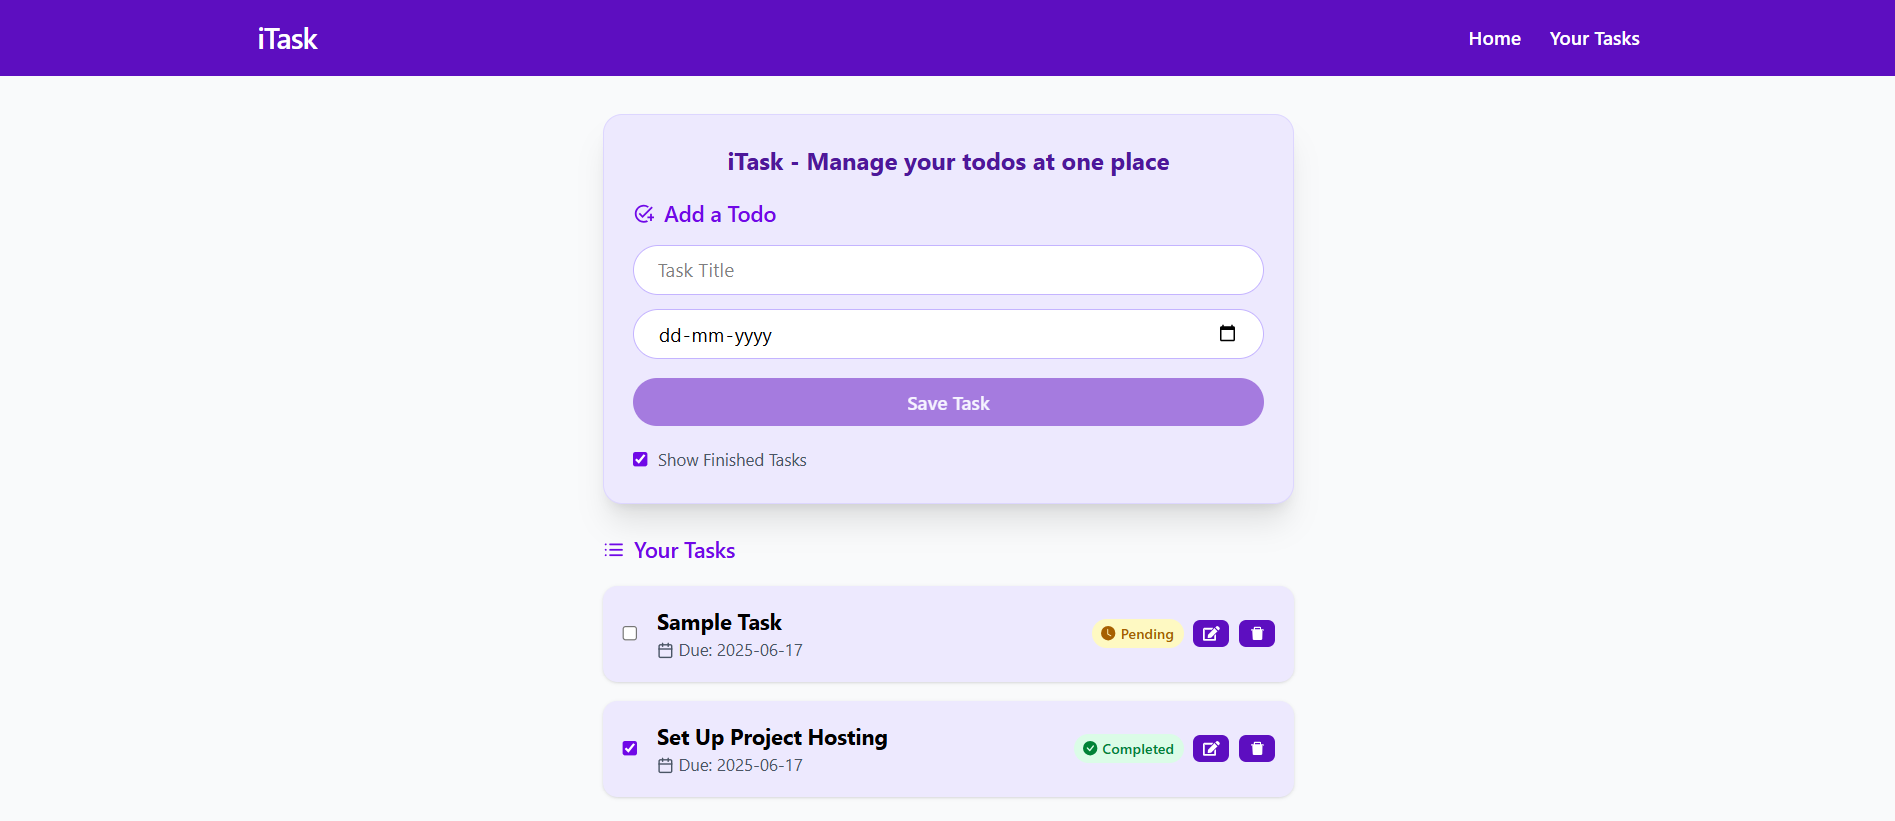 iTask
Home
Your Tasks
iTask - Manage your todos at one place
Add a Todo
Task Title
dd-mm-yyyy
Save Task
Show Finished Tasks
Your Tasks
Sample Task
Due: 2025-06-17
Pending
Set Up Project Hosting
Due: 2025-06-17
Completed